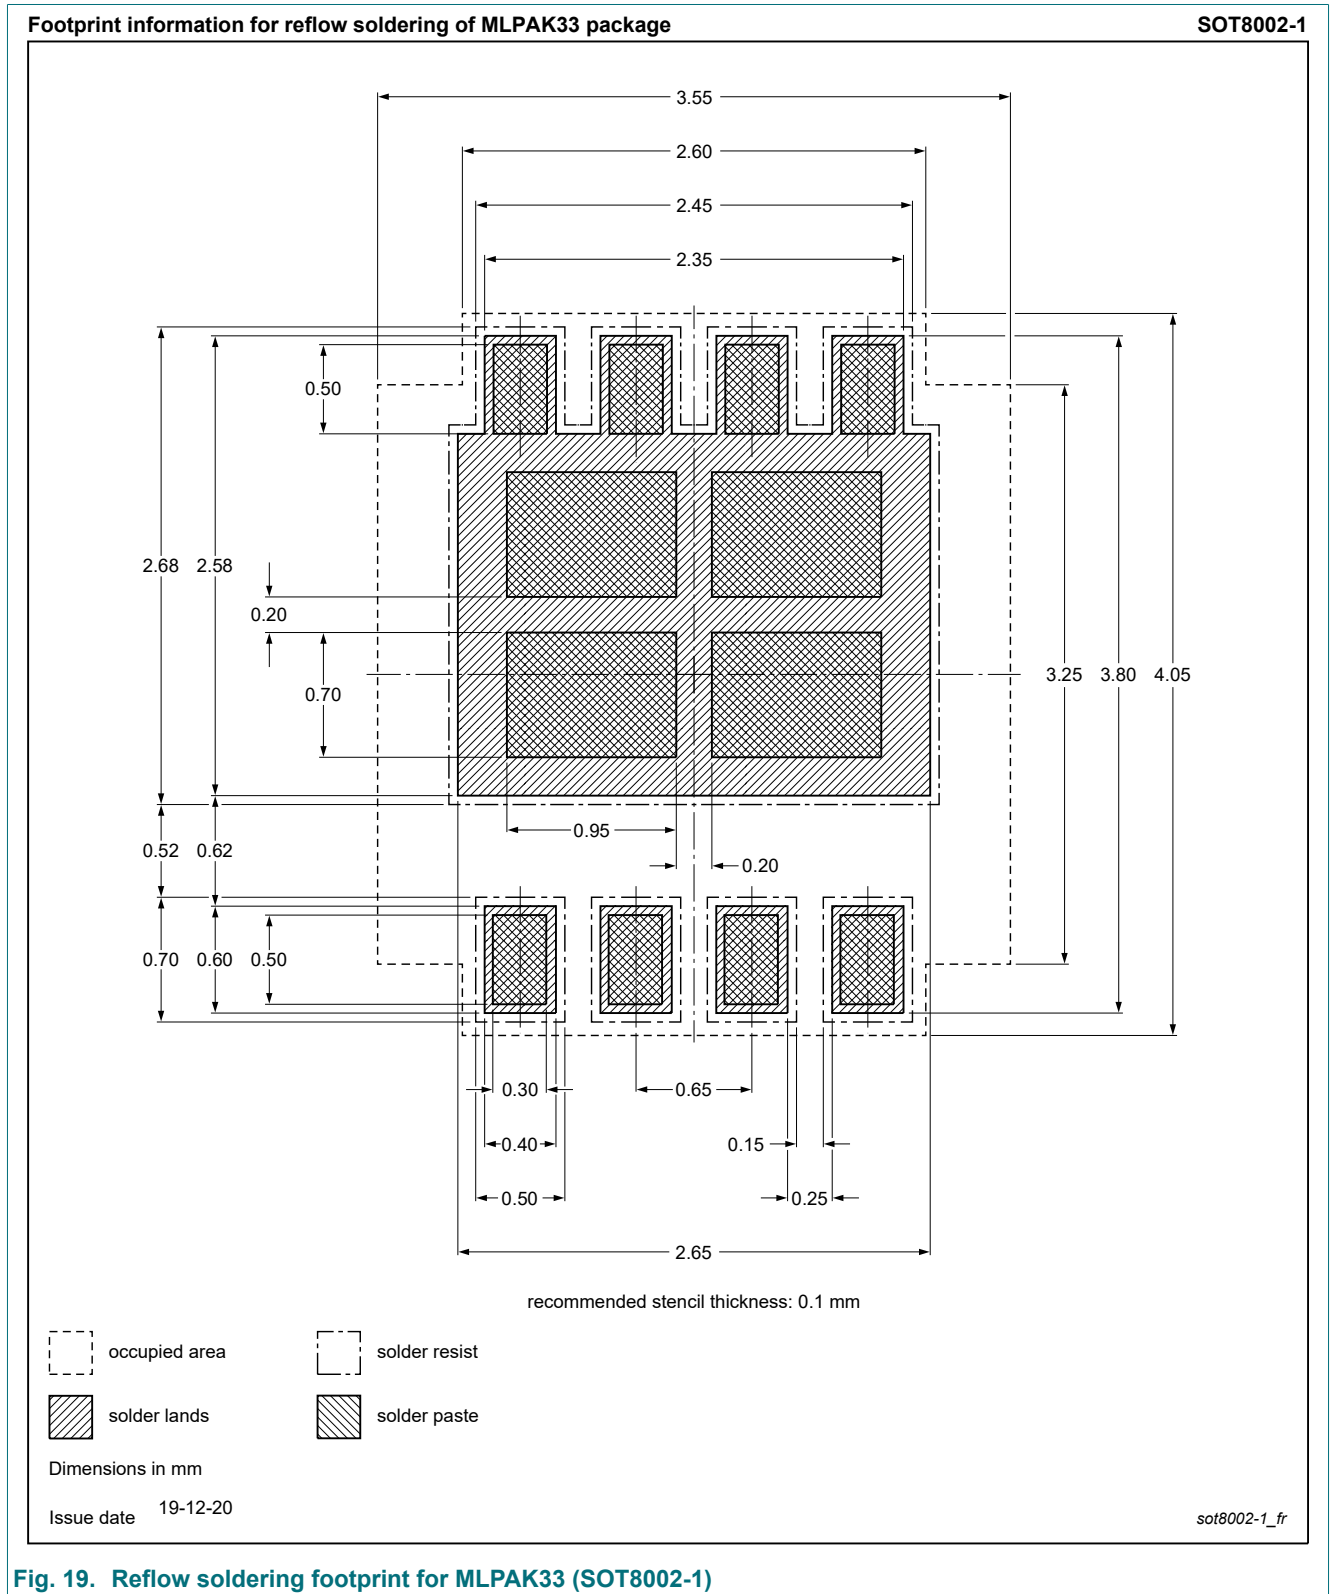 Footprint information for reflow soldering of MLPAK33 package SOT8002-1
3.55
2.60
2.45
2.35
0.50
2.68 2.58
0.20
0.70
3.25 3.80 4.05
0.95
0.52 0.62
0.20
0.70 0.60 0.50
0.30 0.65
0.40 0.15
0.50 0.25
2.65
recommended stencil thickness: 0.1 mm
occupied area solder resist
solder lands solder paste
Dimensions in mm
Issue date 19-12-20
sot8002-1_fr
Fig. 19. Reflow soldering footprint for MLPAK33 (SOT8002-1)